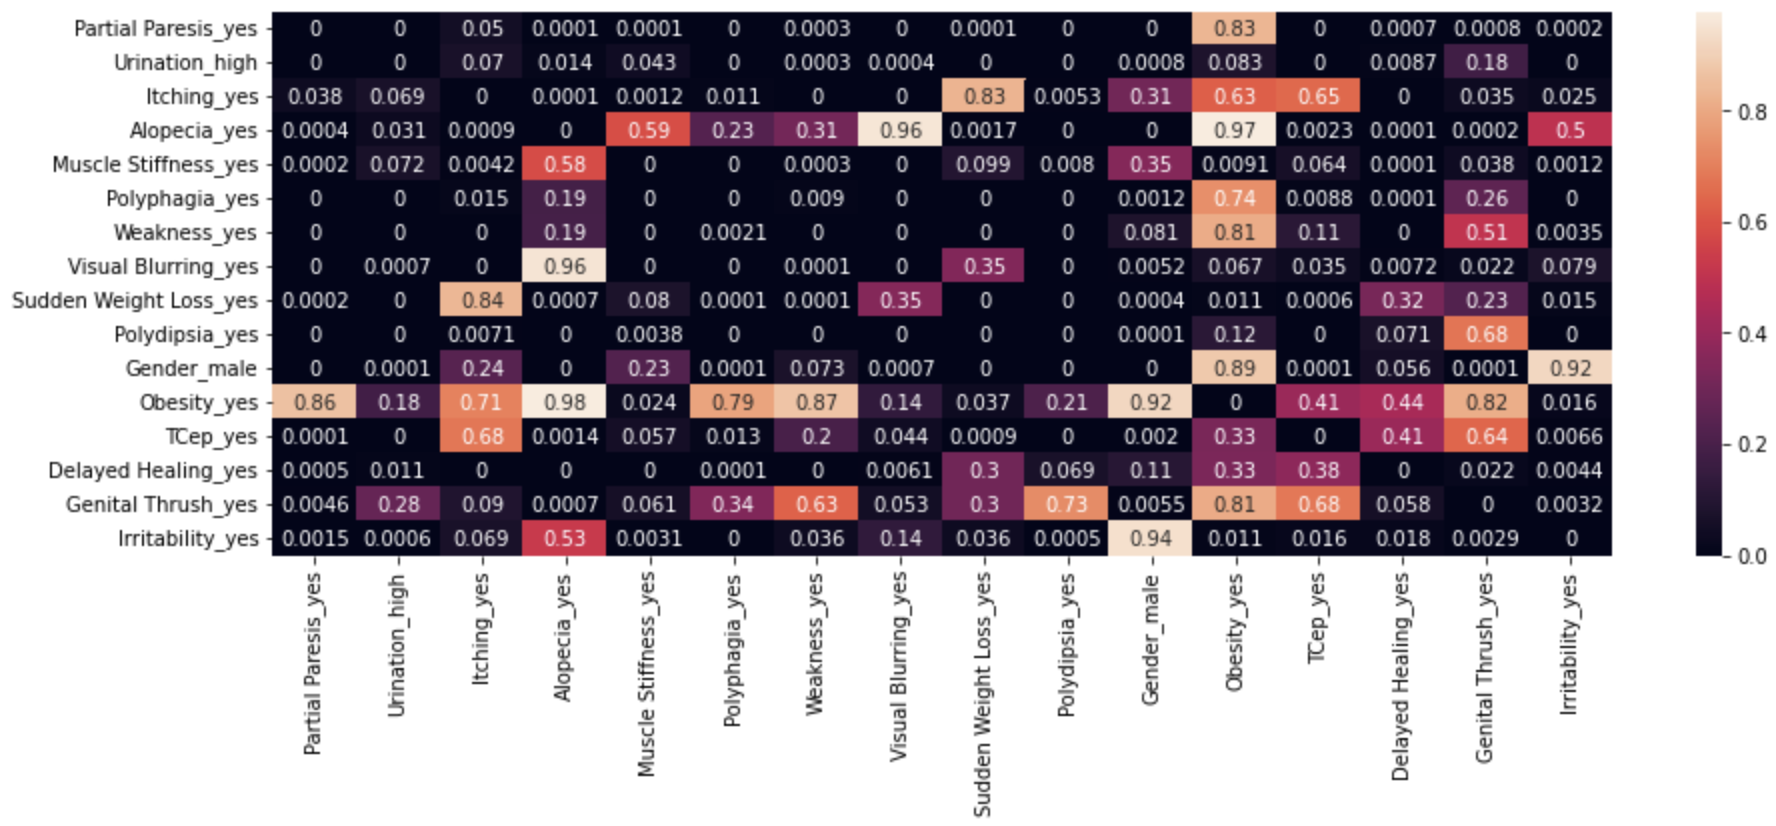 Partial Paresis_yes 0 0 0.05 0.0001 0.0001 0 0.0003 0 0.0001 0 0 0.83 0 0.0007 0.0008 0.0002
Urination_high 0 0 0.07 0.014 0.043 0 0.0003 0.0004 0 0 0.0008 0.083 0 0.0087 0.18 0
Itching_yes 0.038 0.069 0 0.0001 0.0012 0.011 0 0 0.83 0.0053 0.31 0.63 0.65 0 0.035 0.025
0.8
Alopecia_yes 0.0004 0.031 0.0009 0 0.59 0.23 0.31 0.96 0.0017 0 0 0.97 0.0023 0.0001 0.0002 0.5
Muscle Stiffness_yes 0.0002 0.072 0.0042 0.58 0 0 0.0003 0 0.099 0.008 0.35 0.0091 0.064 0.0001 0.038 0.0012
Polyphagia_yes 0 0 0.015 0.19 0 0 0.009 0 0 0 0.0012 0.74 0.0088 0.0001 0.26 0
0.6
Weakness_yes 0 0 0 0.19 0 0.0021 0 0 0 0 0.081 0.81 0.11 0 0.51 0.0035
Visual Blurring_yes 0 0.0007 0 0.96 0 0 0.0001 0 0.35 0 0.0052 0.067 0.035 0.0072 0.022 0.079
Sudden Weight Loss_yes 0.0002 0 0.84 0.0007 0.08 0.0001 0.0001 0.35 0 0 0.0004 0.011 0.0006 0.32 0.23 0.015
Polydipsia_yes 0 0 0.0071 0 0.0038 0 0 0 0 0 0.0001 0.12 0 0.071 0.68 0
0.4
Gender_male 0 0.0001 0.24 0 0.23 0.0001 0.073 0.0007 0 0 0 0.89 0.0001 0.056 0.0001 0.92
Obesity_yes 0.86 0.18 0.71 0.98 0.024 0.79 0.87 0.14 0.037 0.21 0.92 0 0.41 0.44 0.82 0.016
TCep_yes 0.0001 0 0.68 0.0014 0.057 0.013 0.2 0.044 0.0009 0 0.002 0.33 0 0.41 0.64 0.0066
0.2
Delayed Healing_yes 0.0005 0.011 0 0 0 0.0001 0 0.0061 0.3 0.069 0.11 0.33 0.38 0 0.022 0.0044
Genital Thrush_yes 0.0046 0.28 0.09 0.0007 0.061 0.34 0.63 0.053 0.3 0.73 0.0055 0.81 0.68 0.058 0 0.0032
Irritability_yes 0.0015 0.0006 0.069 0.53 0.0031 0 0.036 0.14 0.036 0.0005 0.94 0.011 0.016 0.018 0.0029 0
0.0
Partial Paresis_yes
Urination_high
Itching_yes
Alopecia_yes
Muscle Stiffness_yes
Polyphagia_yes
Weakness_yes
Visual Blurring_yes
Sudden Weight Loss_yes
Polydipsia_yes
Gender_male
Obesity_yes
TCep_yes
Delayed Healing_yes
Genital Thrush_yes
Irritability_yes